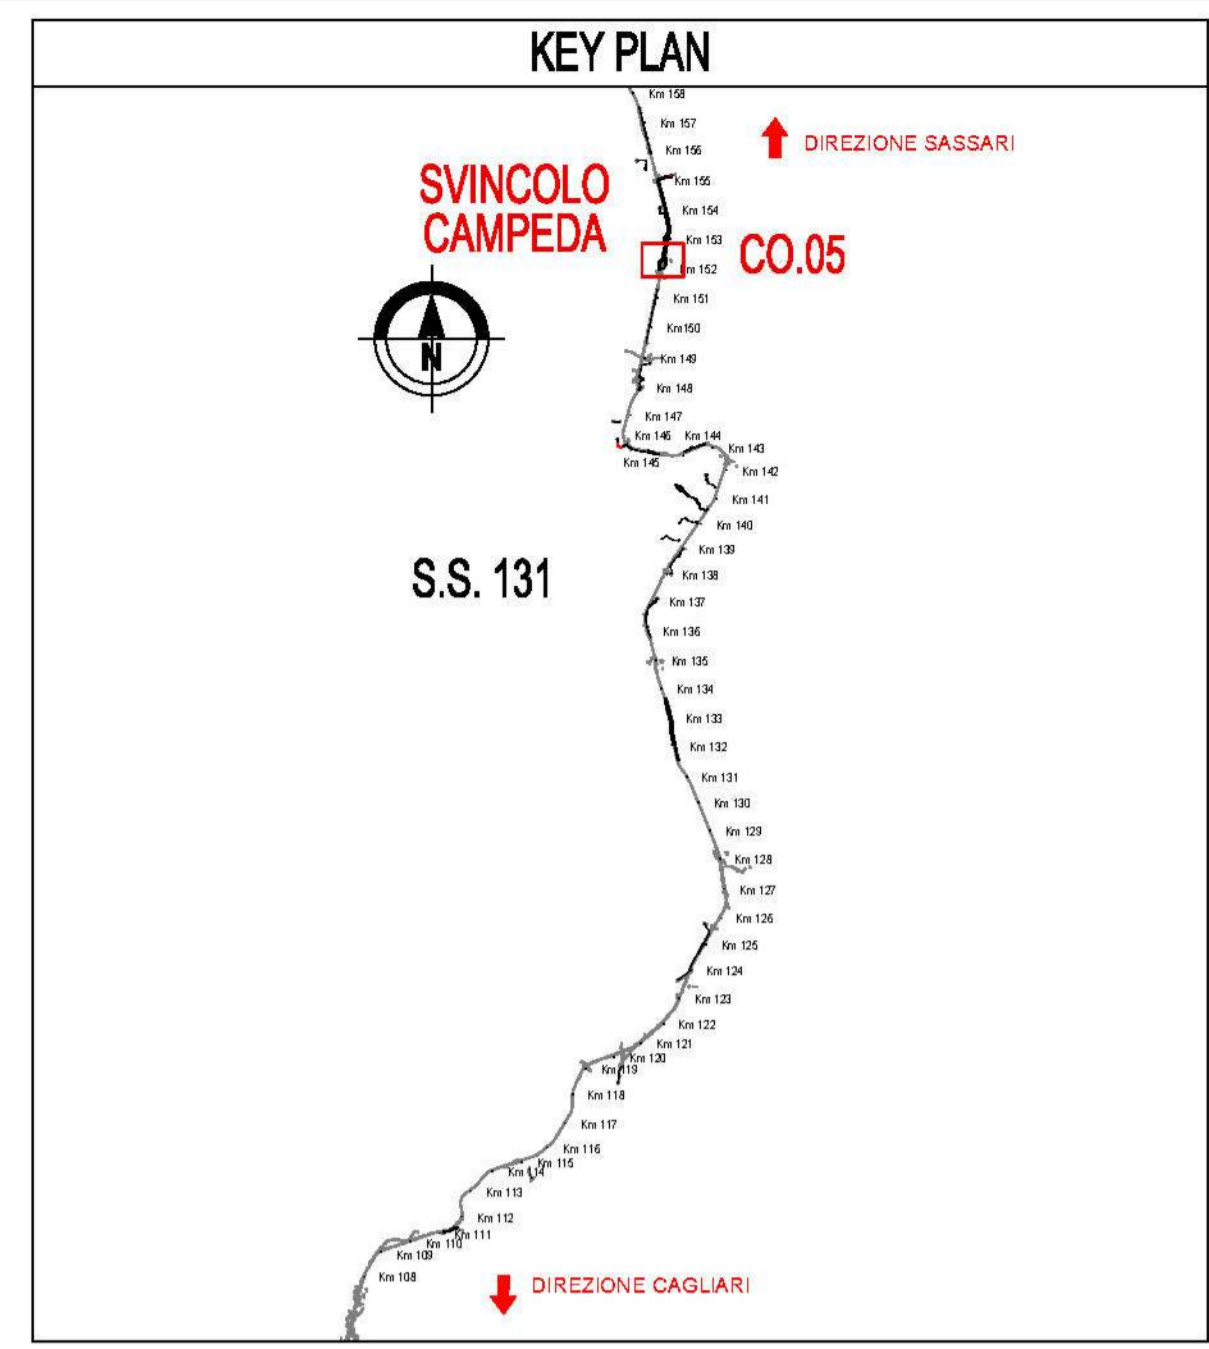 KEY PLAN
Km 158
Km 157
DIREZIONE SASSARI
Km 156
SVINCOLO
CAMPEDA
Km 155
Km 154
Km 153
CO.05
Km 152
Km 151
Km150
N
Km 149
Km 148
Km 147
Km 146
Km 144
Km 143
Km 145
Km 142
Km 141
Km 140
Km 139
S.S. 131
Km 138
Km 137
Km 136
Km 135
Km 134
Km 133
Km 132
Km 131
Km 130
Km 129
Km 128
Km 127
Km 126
Km 125
Km 124
Km 123
Km 122
Km 121
Km 120
Km 119
Km 118
Km 117
Km 116
Km 115
Km 114
Km 113
Km 112
Km 111
Km 110
Km 109
Km 108
DIREZIONE CAGLIARI